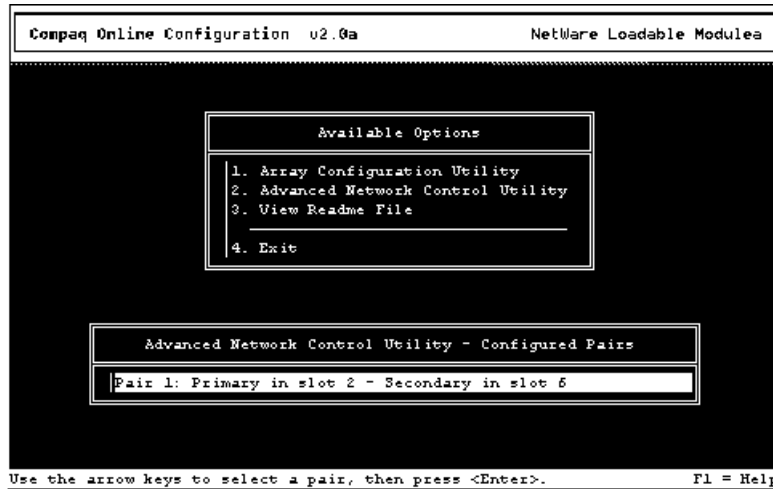 Compaq Online Configuration v2.0a NetWare Loadable Modulea
Available Options
1. Array Configuration Utility
2. Advanced Network Control Utility
3. View Readme File
4. Exit
Advanced Network Control Utility - Configured Pairs
Pair 1: Primary in slot 2 - Secondary in slot 6
Use the arrow keys to select a pair, then press <Enter>. F1 = Help